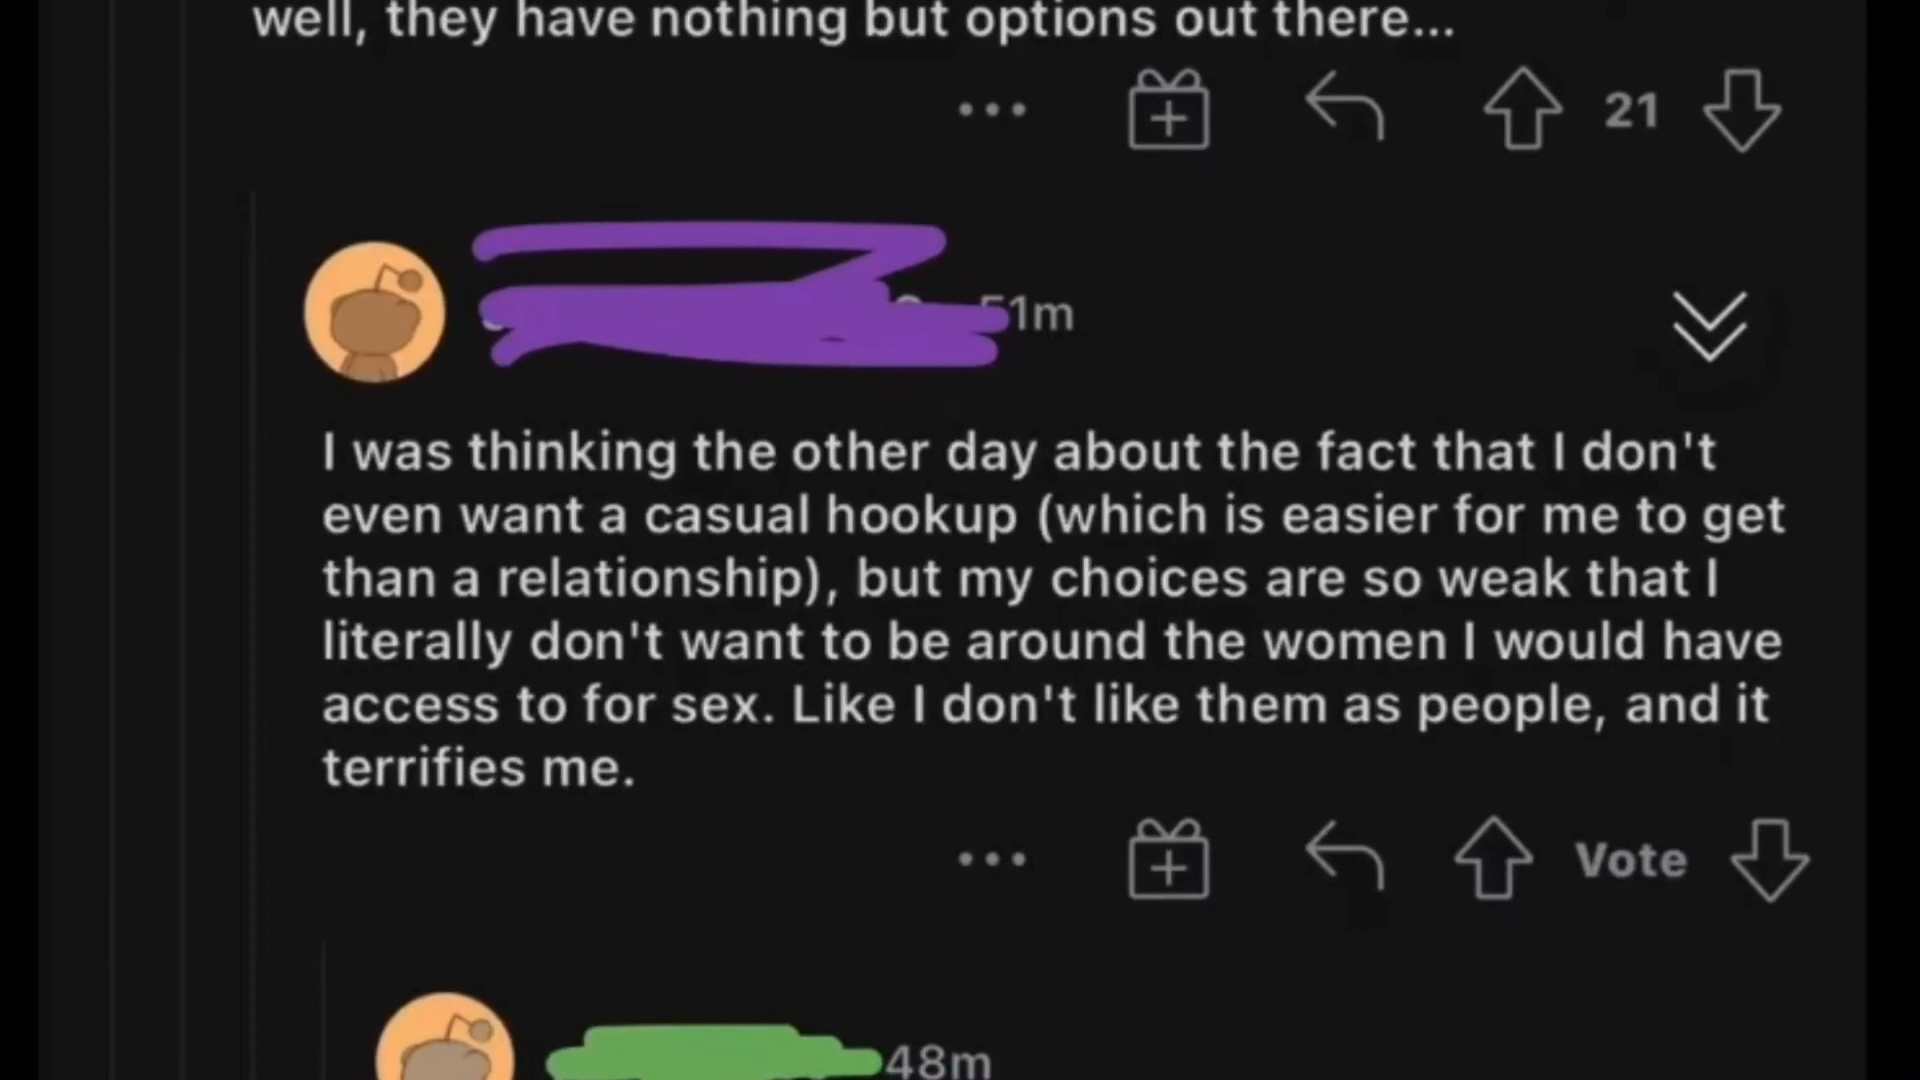 well, they have nothing but options out there...
21
51m
I was thinking the other day about the fact that I don't
even want a casual hookup (which is easier for me to get
than a relationship), but my choices are so weak that I
literally don't want to be around the women I would have
access to for sex. Like I don't like them as people, and it
terrifies me.
Vote
48m